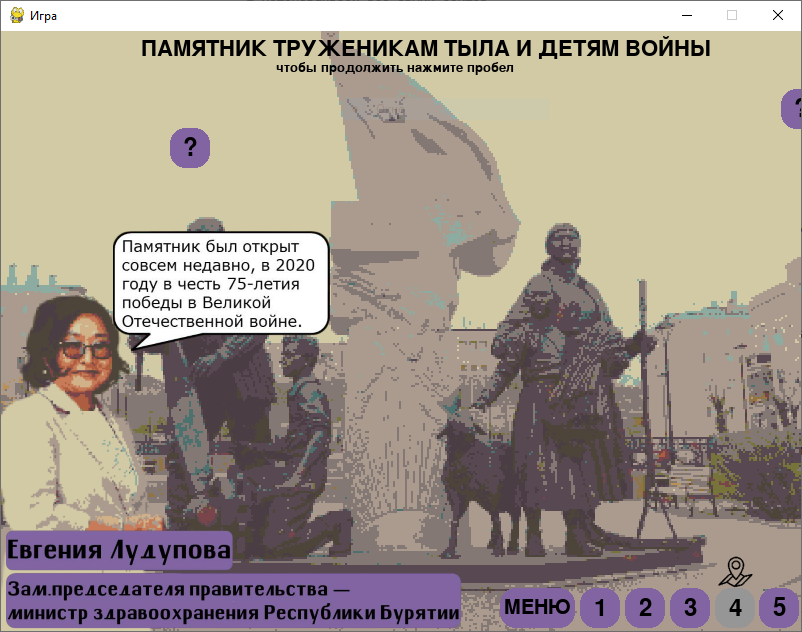 Игра
ПАМЯТНИК ТРУЖЕНИКАМ ТЫЛА И ДЕТЯМ ВОЙНЫ
чтобы продолжить нажмите пробел
?
?
Памятник был открыт
совсем недавно, в 2020
году в честь 75-летия
победы в Великой
Отечественной войне.
Евгения Лудупова
Зам.председателя правительства —
министр здравоохранения Республики Бурятии
МЕНЮ 1 2 3 4 5